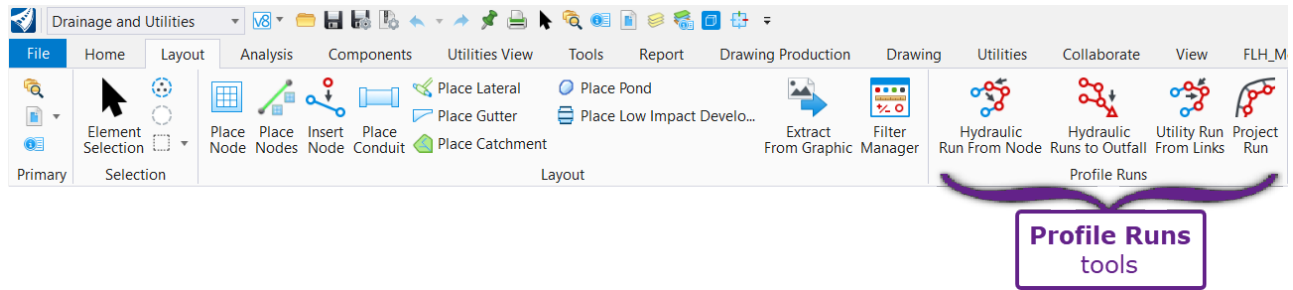 Drainage and Utilities
File Home Layout Analysis Components Utilities View Tools Report Drawing Production Drawing Utilities Collaborate View FLH_M
Place Lateral Place Pond
Place Gutter Place Low Impact Develo...
Place Catchment
Element
Selection
Place
Node
Place
Nodes
Insert
Node
Place
Conduit
Extract
From Graphic
Filter
Manager
Hydraulic
Run From Node
Hydraulic
Runs to Outfall
Utility Run
From Links
Project
Run
Primary Selection Layout Profile Runs
Profile Runs
tools